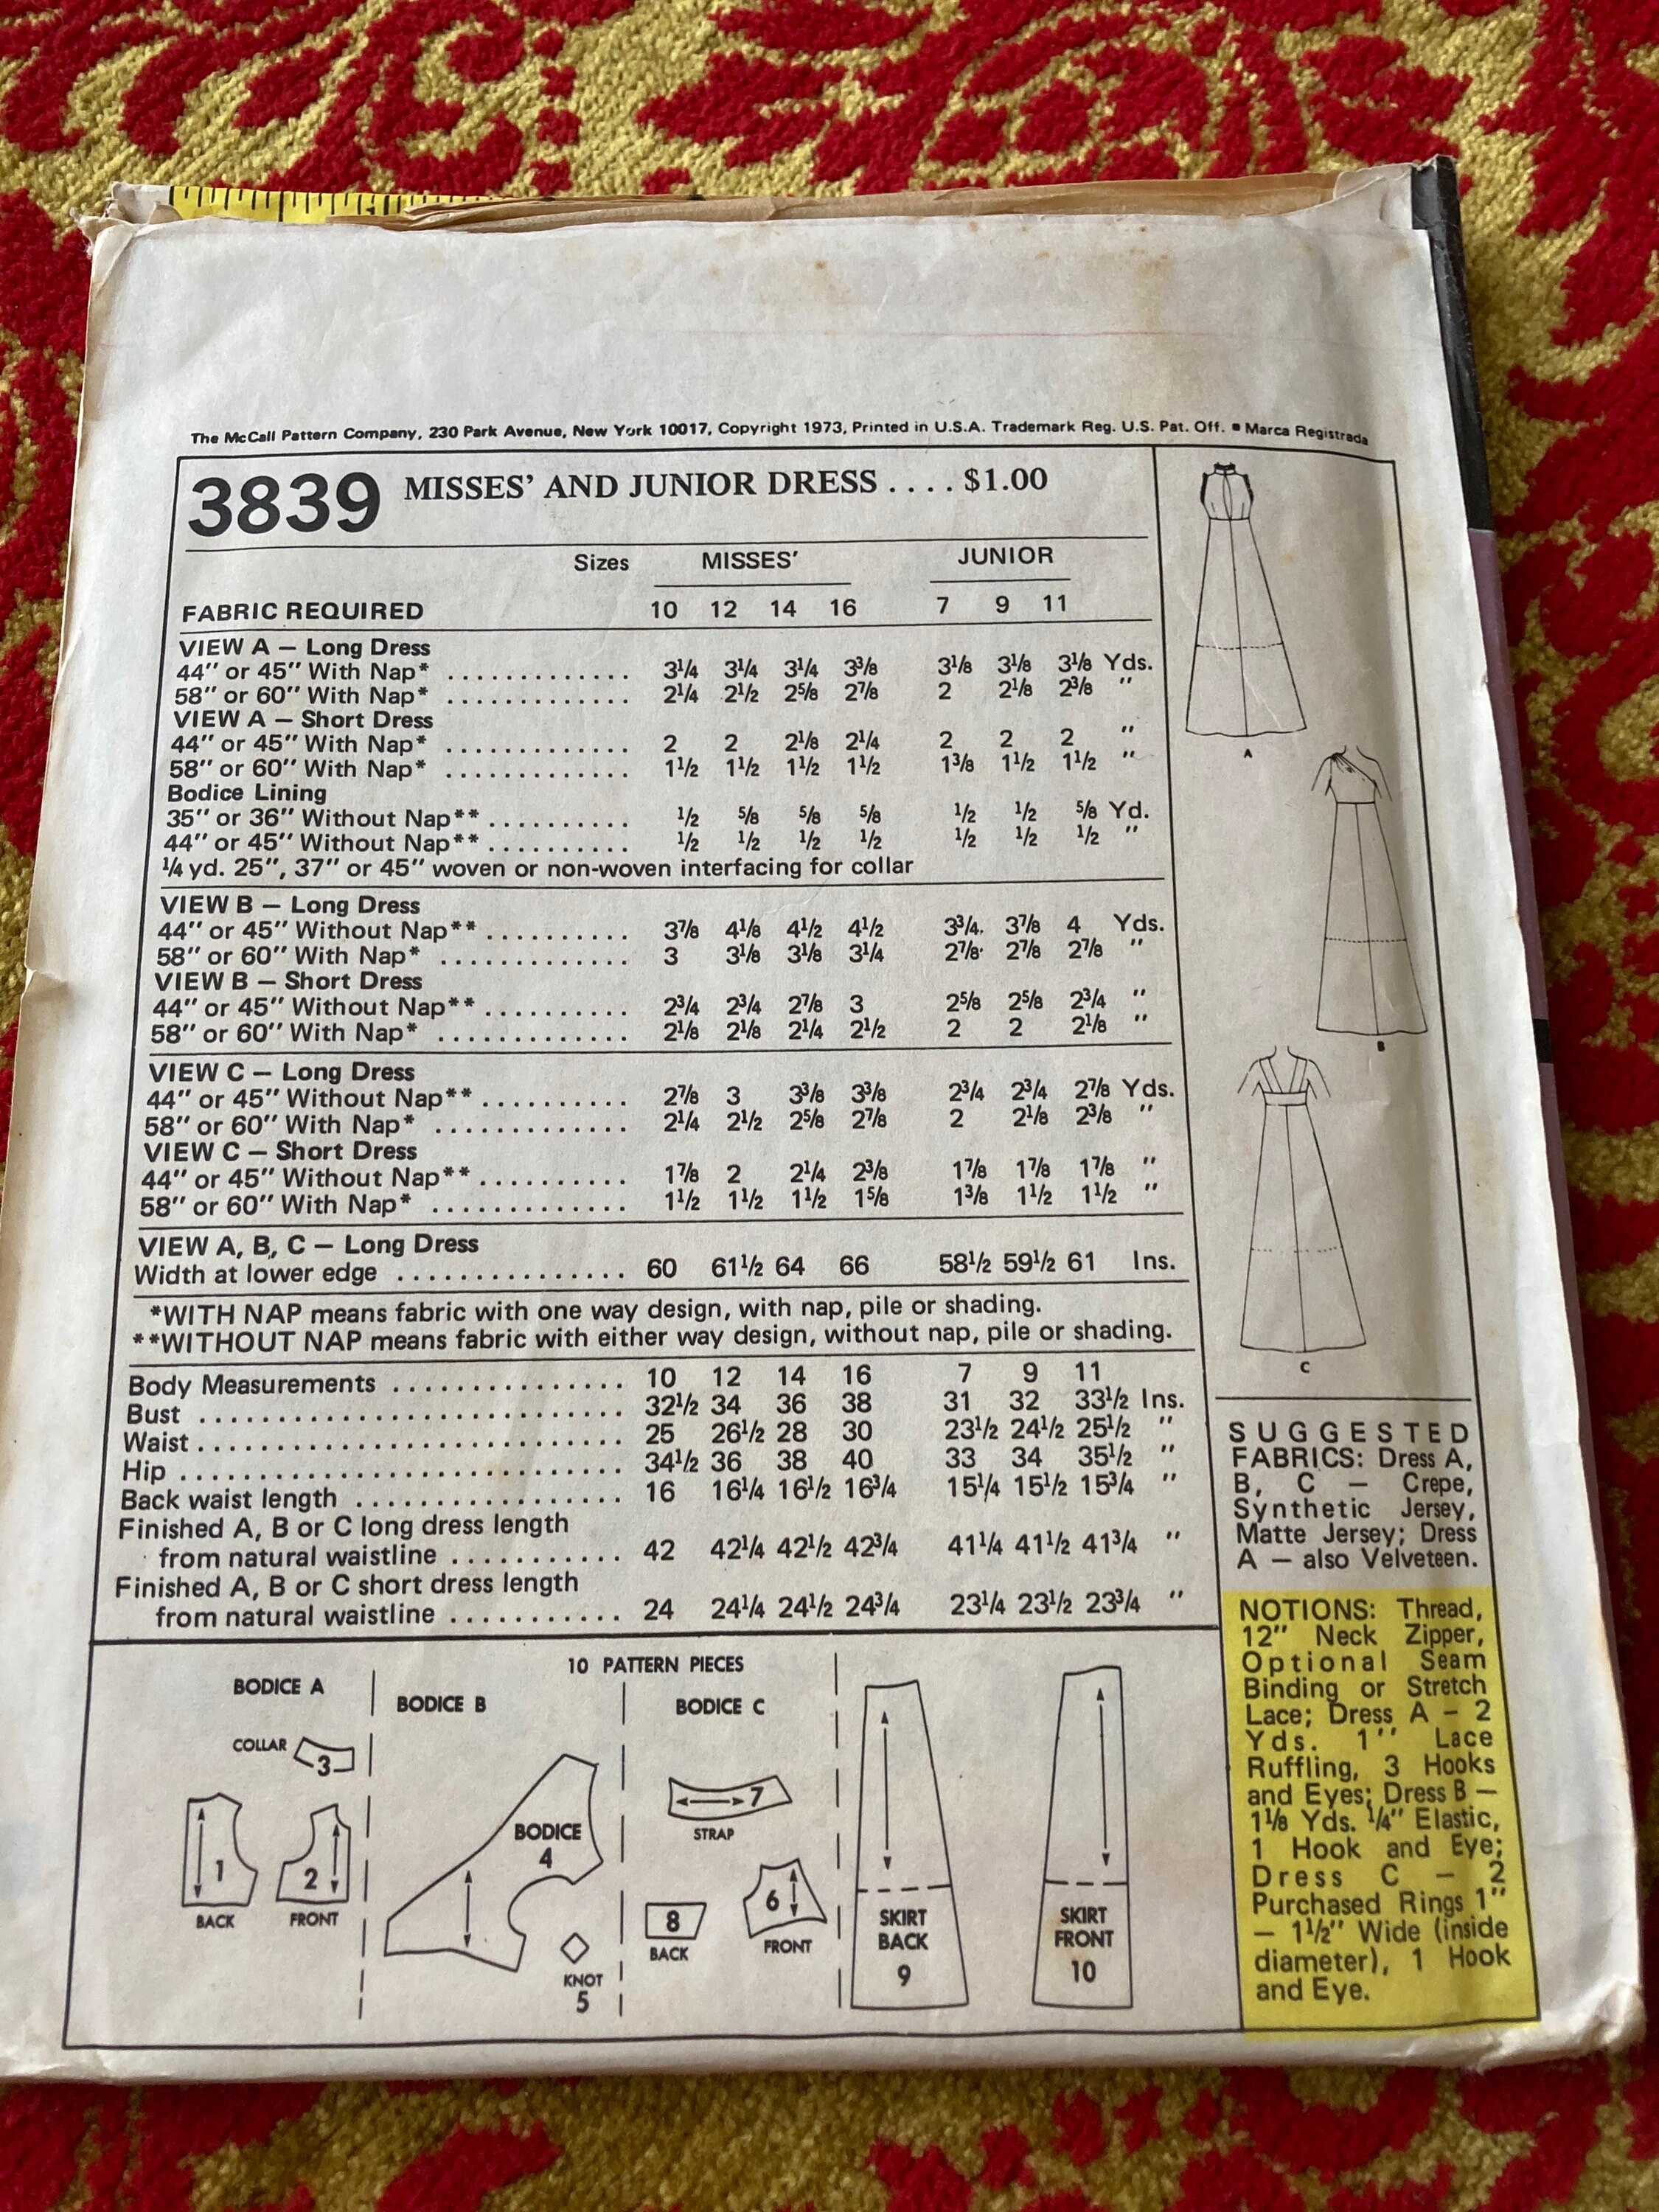 The McCall Pattern Company, 230 Park Avenue, New York 10017, Copyright 1973, Printed in U.S.A. Trademark Reg. U.S. Pat. Off. ▪ Marca Registrada
3839 MISSES' AND JUNIOR DRESS .... $1.00
Sizes MISSES' JUNIOR
FABRIC REQUIRED 10 12 14 16 7 9 11
VIEW A — Long Dress
44" or 45" With Nap* ............. 3¼ 3¼ 3¼ 3⅜ 3⅛ 3⅛ 3⅛ Yds.
58" or 60" With Nap* ............. 2¼ 2½ 2⅝ 2⅞ 2 2⅛ 2⅜ "
VIEW A — Short Dress
44" or 45" With Nap* ............. 2 2 2⅛ 2¼ 2 2 2 "
58" or 60" With Nap* ............. 1½ 1½ 1½ 1½ 1⅜ 1½ 1½ "
Bodice Lining
35" or 36" Without Nap** .......... ½ ⅝ ⅝ ⅝ ½ ½ ⅝ Yd.
44" or 45" Without Nap** .......... ½ ½ ½ ½ ½ ½ ½ "
¼ yd. 25", 37" or 45" woven or non-woven interfacing for collar
VIEW B — Long Dress
44" or 45" Without Nap** .......... 3⅞ 4⅛ 4½ 4½ 3¾ 3⅞ 4 Yds.
58" or 60" With Nap* ............. 3 3⅛ 3⅛ 3¼ 2⅞ 2⅞ 2⅞ "
VIEW B — Short Dress
44" or 45" Without Nap** .......... 2¾ 2¾ 2⅞ 3 2⅝ 2⅝ 2¾ "
58" or 60" With Nap* ............. 2⅛ 2⅛ 2¼ 2½ 2 2 2⅛ "
VIEW C — Long Dress
44" or 45" Without Nap** .......... 2⅞ 3 3⅜ 3⅜ 2¾ 2¾ 2⅞ Yds.
58" or 60" With Nap* ............. 2¼ 2½ 2⅝ 2⅞ 2 2⅛ 2⅜ "
VIEW C — Short Dress
44" or 45" Without Nap** .......... 1⅞ 2 2¼ 2⅜ 1⅞ 1⅞ 1⅞ "
58" or 60" With Nap* ............. 1½ 1½ 1½ 1⅝ 1⅜ 1½ 1½ "
VIEW A, B, C — Long Dress
Width at lower edge ............... 60 61½ 64 66 58½ 59½ 61 Ins.
*WITH NAP means fabric with one way design, with nap, pile or shading.
**WITHOUT NAP means fabric with either way design, without nap, pile or shading.
Body Measurements ............... 10 12 14 16 7 9 11
Bust ............................ 32½ 34 36 38 31 32 33½ Ins.
Waist ............................ 25 26½ 28 30 23½ 24½ 25½ "
Hip ............................. 34½ 36 38 40 33 34 35½ "
Back waist length .................. 16 16¼ 16½ 16¾ 15¼ 15½ 15¾ "
Finished A, B or C long dress length
from natural waistline ........... 42 42¼ 42½ 42¾ 41¼ 41½ 41¾ "
Finished A, B or C short dress length
from natural waistline ........... 24 24¼ 24½ 24¾ 23¼ 23½ 23¾ "
A
B
C
SUGGESTED
FABRICS: Dress A,
B, C — Crepe,
Synthetic Jersey,
Matte Jersey; Dress
A — also Velveteen.
NOTIONS: Thread,
12" Neck Zipper,
Optional Seam
Binding or Stretch
Lace; Dress A — 2
Yds. 1" Lace
Ruffling, 3 Hooks
and Eyes; Dress B —
1⅛ Yds. ¼" Elastic,
1 Hook and Eye;
Dress C — 2
Purchased Rings 1"
— 1½" Wide (inside
diameter), 1 Hook
and Eye.
10 PATTERN PIECES
BODICE A
COLLAR 3
1
BACK
2
FRONT
BODICE B
BODICE
4
KNOT
5
BODICE C
7
STRAP
8
BACK
6
FRONT
SKIRT
BACK
9
SKIRT
FRONT
10